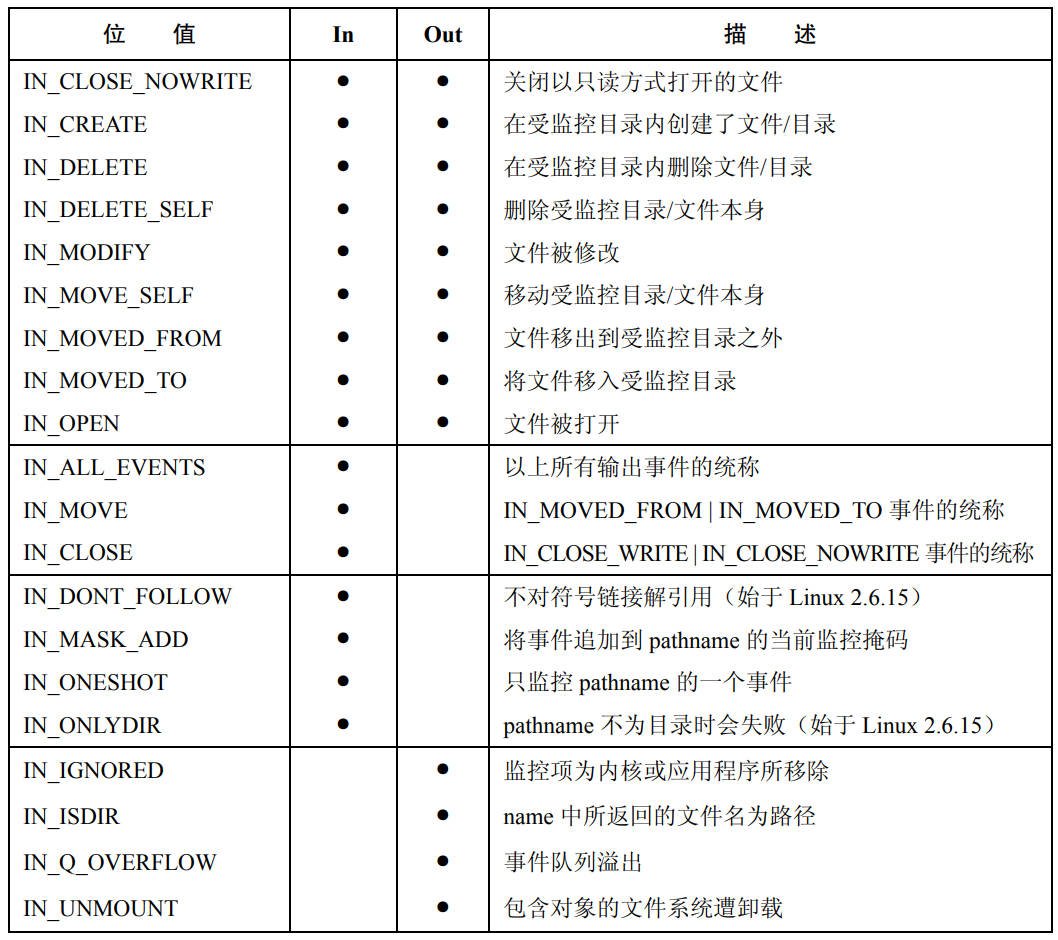 位 值 In Out 描 述
IN_CLOSE_NOWRITE ● ● 关闭以只读方式打开的文件
IN_CREATE ● ● 在受监控目录内创建了文件/目录
IN_DELETE ● ● 在受监控目录内删除文件/目录
IN_DELETE_SELF ● ● 删除受监控目录/文件本身
IN_MODIFY ● ● 文件被修改
IN_MOVE_SELF ● ● 移动受监控目录/文件本身
IN_MOVED_FROM ● ● 文件移出到受监控目录之外
IN_MOVED_TO ● ● 将文件移入受监控目录
IN_OPEN ● ● 文件被打开
IN_ALL_EVENTS ● 以上所有输出事件的统称
IN_MOVE ● IN_MOVED_FROM | IN_MOVED_TO 事件的统称
IN_CLOSE ● IN_CLOSE_WRITE | IN_CLOSE_NOWRITE 事件的统称
IN_DONT_FOLLOW ● 不对符号链接解引用（始于 Linux 2.6.15）
IN_MASK_ADD ● 将事件追加到 pathname 的当前监控掩码
IN_ONESHOT ● 只监控 pathname 的一个事件
IN_ONLYDIR ● pathname 不为目录时会失败（始于 Linux 2.6.15）
IN_IGNORED ● 监控项为内核或应用程序所移除
IN_ISDIR ● name 中所返回的文件名为路径
IN_Q_OVERFLOW ● 事件队列溢出
IN_UNMOUNT ● 包含对象的文件系统遭卸载